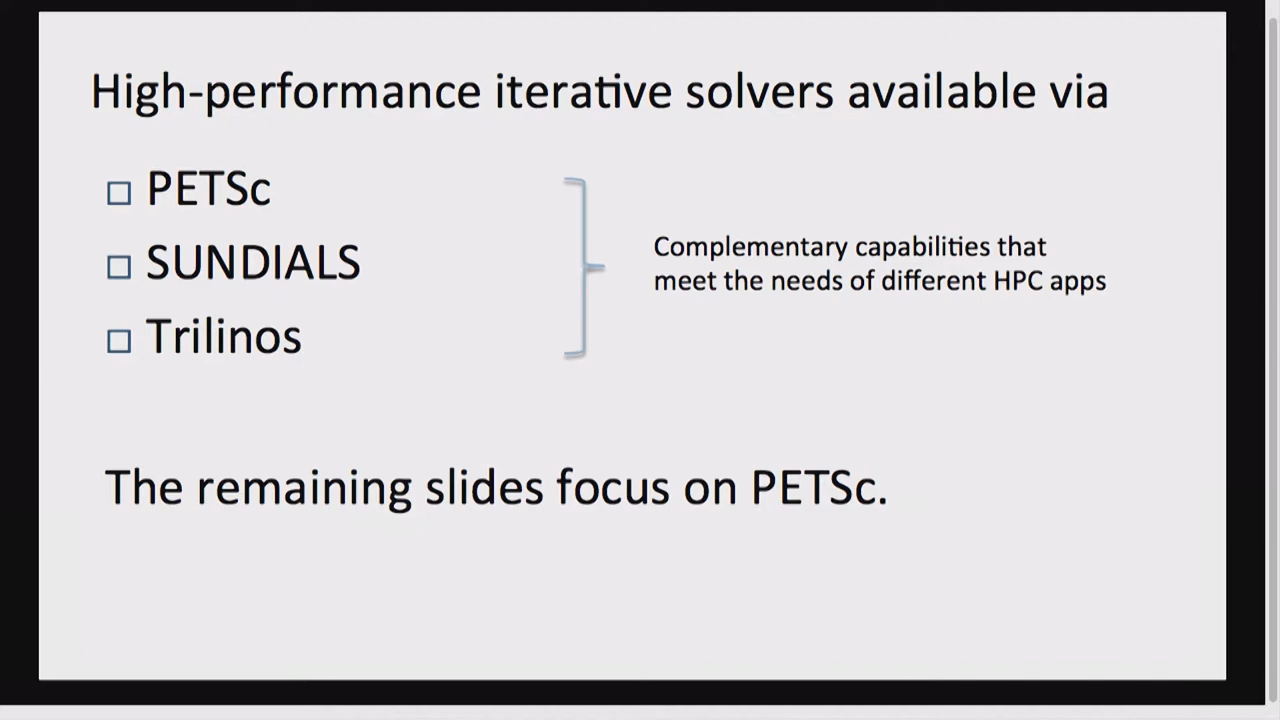 High-performance iterative solvers available via
PETSc
SUNDIALS
Trilinos
Complementary capabilities that
meet the needs of different HPC apps
The remaining slides focus on PETSc.